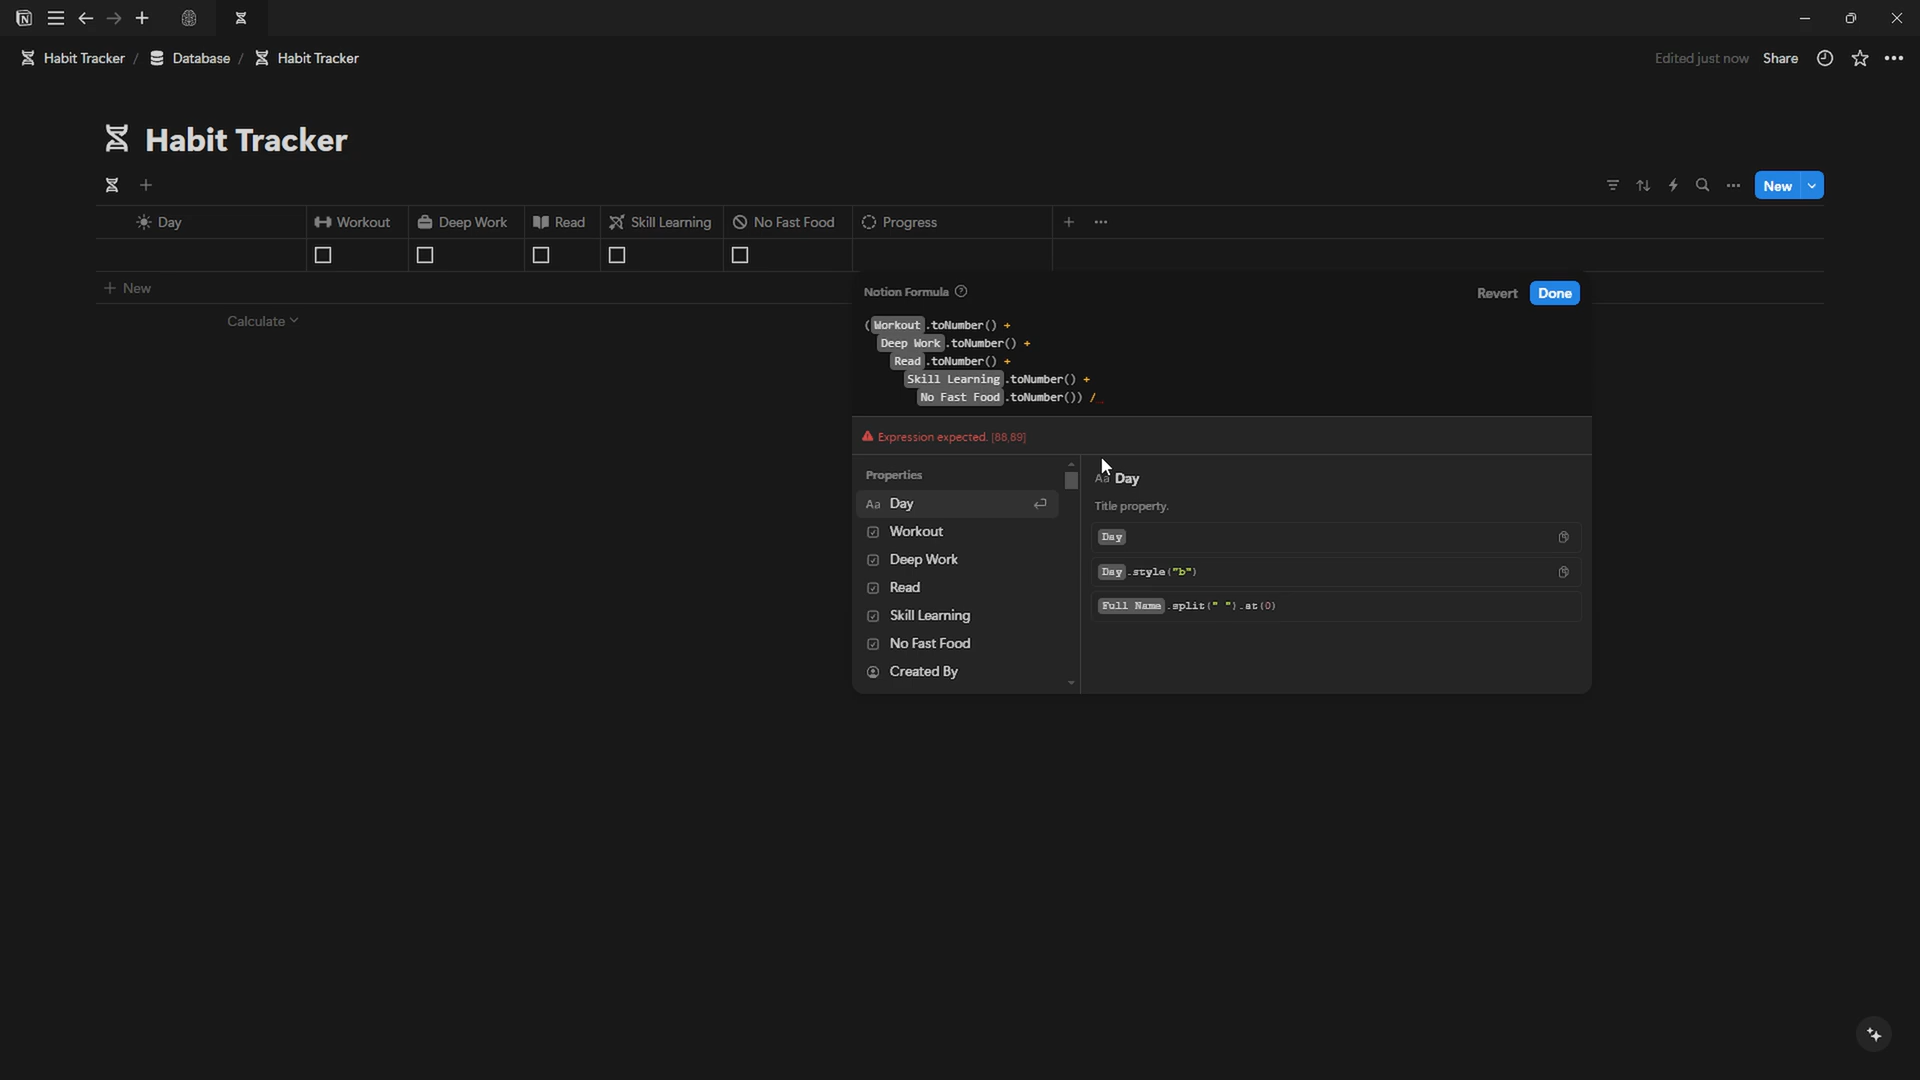 Habit Tracker / Database / Habit Tracker
Edited just now Share
Habit Tracker
New
Day Workout Deep Work Read Skill Learning No Fast Food Progress
+ New
Calculate
Notion Formula
Revert Done
(Workout.toNumber() +
Deep Work.toNumber() +
Read.toNumber() +
Skill Learning.toNumber() +
No Fast Food.toNumber()) /
Expression expected. [88,89]
Properties
Aa Day
Workout
Deep Work
Read
Skill Learning
No Fast Food
Created By
Aa Day
Title property.
Day
Day.style("b")
Full Name.split(" ").at(0)